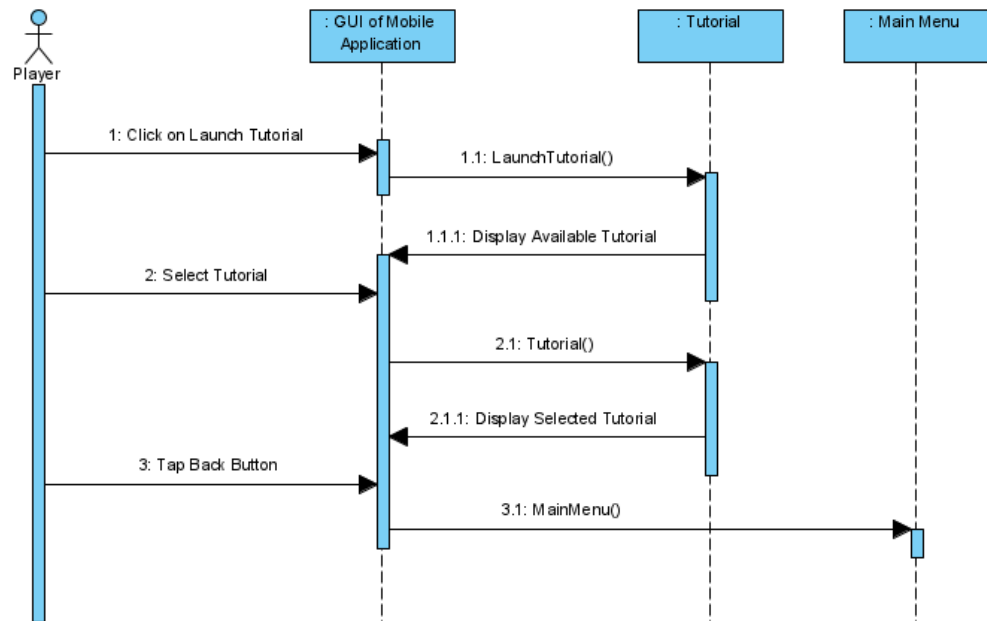 : GUI of Mobile
Application
: Tutorial
: Main Menu
Player
1: Click on Launch Tutorial
1.1: LaunchTutorial()
1.1.1: Display Available Tutorial
2: Select Tutorial
2.1: Tutorial()
2.1.1: Display Selected Tutorial
3: Tap Back Button
3.1: MainMenu()